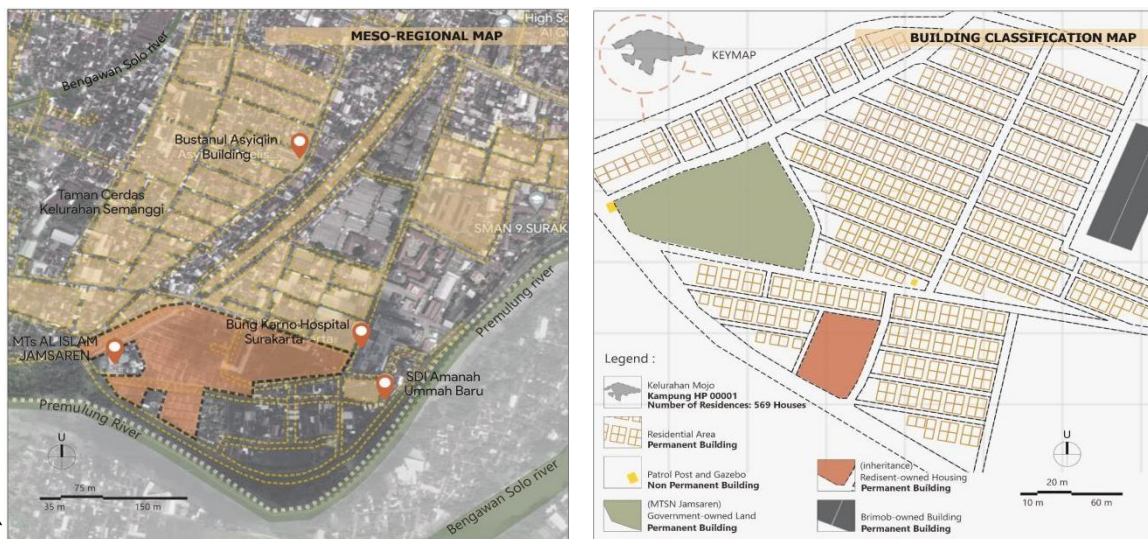 MESO-REGIONAL MAP
High Sc
Bengawan Solo river
Bustanul Asyiqiin
Building
Taman Cerdas
Kelurahan Semanggi
SMAN 9 SURAK
Premulung river
Bung Karno Hospital
Surakarta
MTs AL ISLAM
JAMSAREN
SDI Amanah
Ummah Baru
Premulung River
U
75 m
35 m
150 m
Bengawan Solo river
BUILDING CLASSIFICATION MAP
KEYMAP
Legend :
Kelurahan Mojo
Kampung HP 00001
Number of Residences: 569 Houses
Residential Area
Permanent Building
Patrol Post and Gazebo
Non Permanent Building
(MTSN Jamsaren)
Government-owned Land
Permanent Building
(inheritance)
Redisent-owned Housing
Permanent Building
Brimob-owned Building
Permanent Building
U
20 m
10 m
60 m